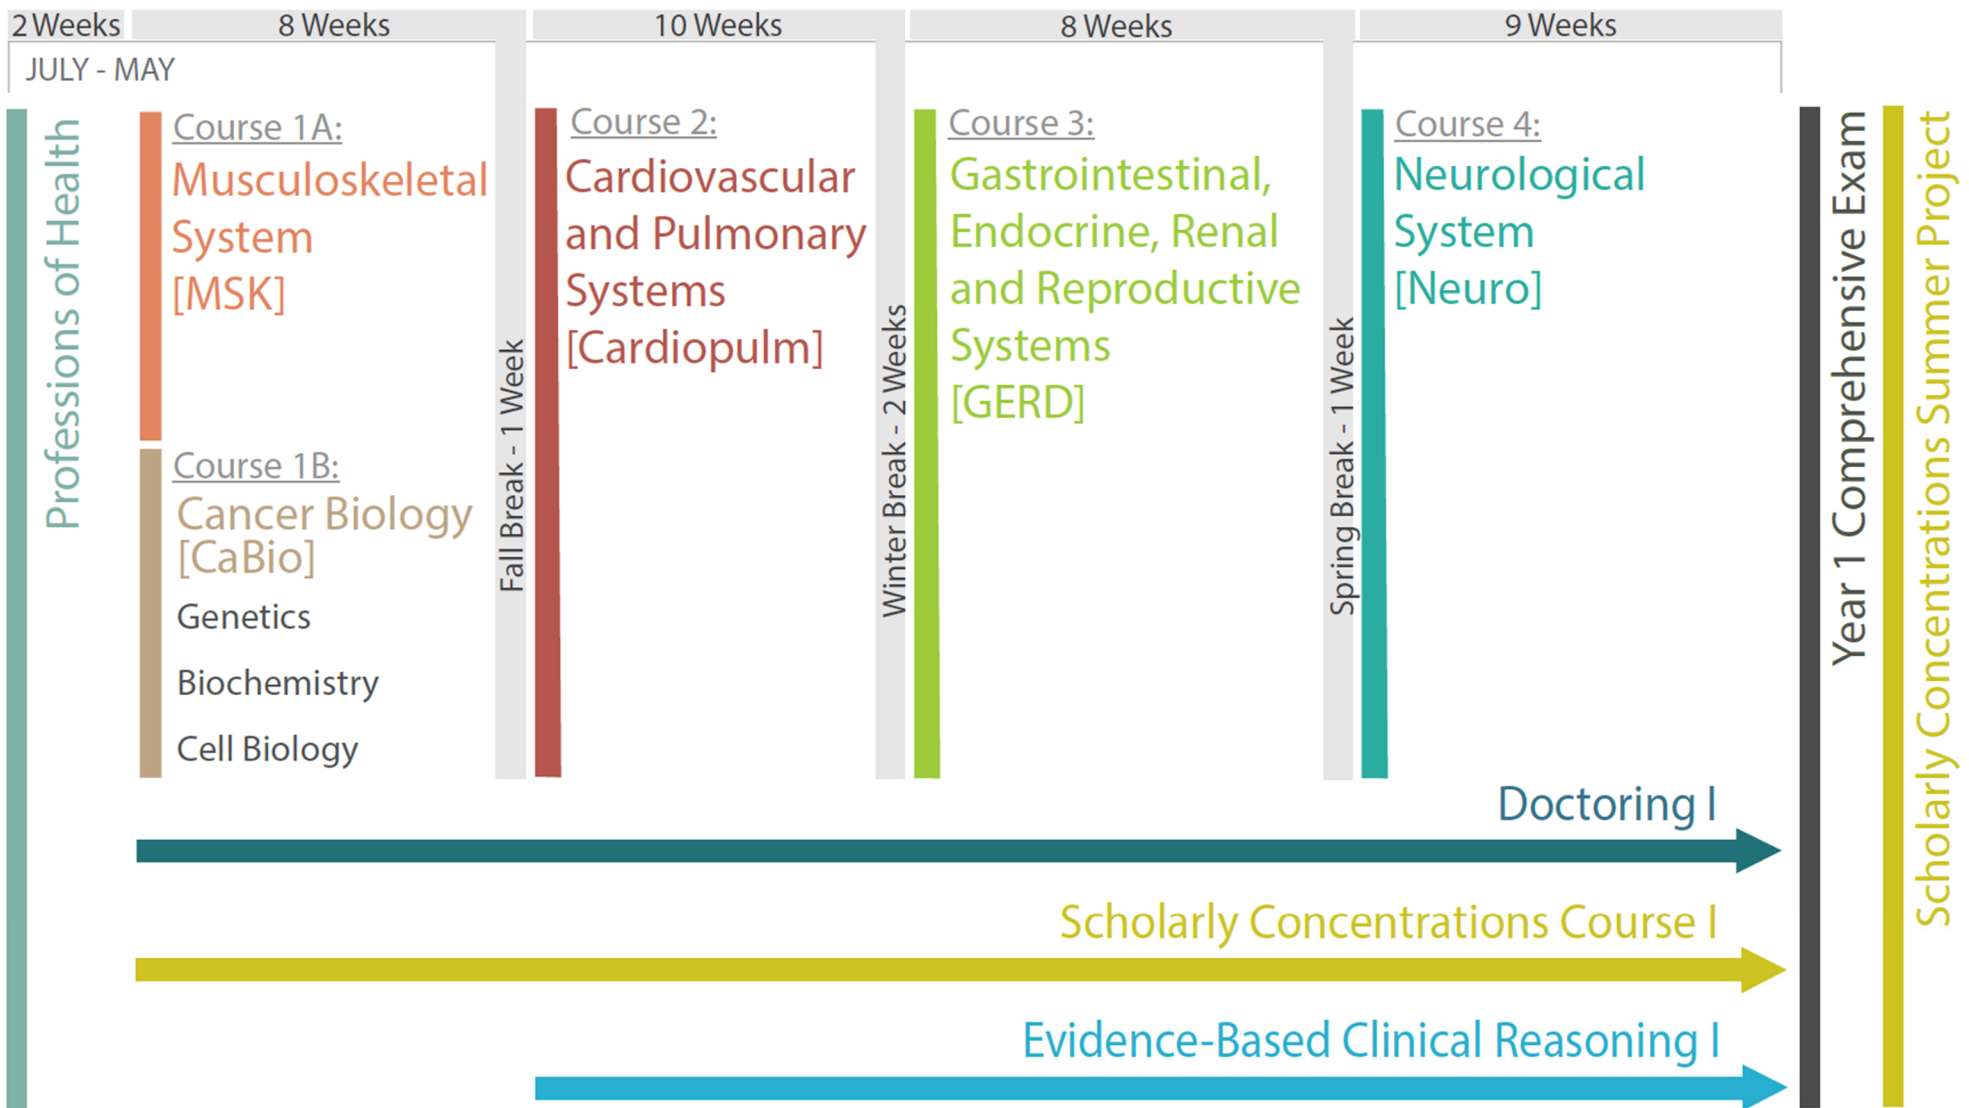 2 Weeks
8 Weeks
10 Weeks
8 Weeks
9 Weeks
JULY - MAY
Professions of Health
Course 1A:
Musculoskeletal
System
[MSK]
Course 1B:
Cancer Biology
[CaBio]
Genetics
Biochemistry
Cell Biology
Fall Break - 1 Week
Course 2:
Cardiovascular
and Pulmonary
Systems
[Cardiopulm]
Winter Break - 2 Weeks
Course 3:
Gastrointestinal,
Endocrine, Renal
and Reproductive
Systems
[GERD]
Spring Break - 1 Week
Course 4:
Neurological
System
[Neuro]
Year 1 Comprehensive Exam
Scholarly Concentrations Summer Project
Doctoring I
Scholarly Concentrations Course I
Evidence-Based Clinical Reasoning I